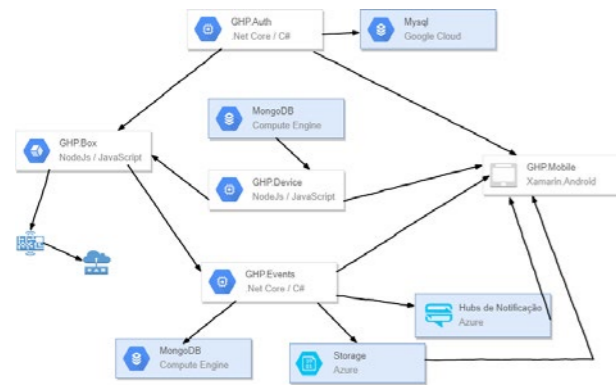 GHP.Auth
.Net Core / C#
Mysql
Google Cloud
MongoDB
Compute Engine
GHP.Box
NodeJs / JavaScript
GHP.Device
NodeJs / JavaScript
GHP.Mobile
Xamarin.Android
GHP.Events
.Net Core / C#
Hubs de Notificação
Azure
MongoDB
Compute Engine
Storage
Azure